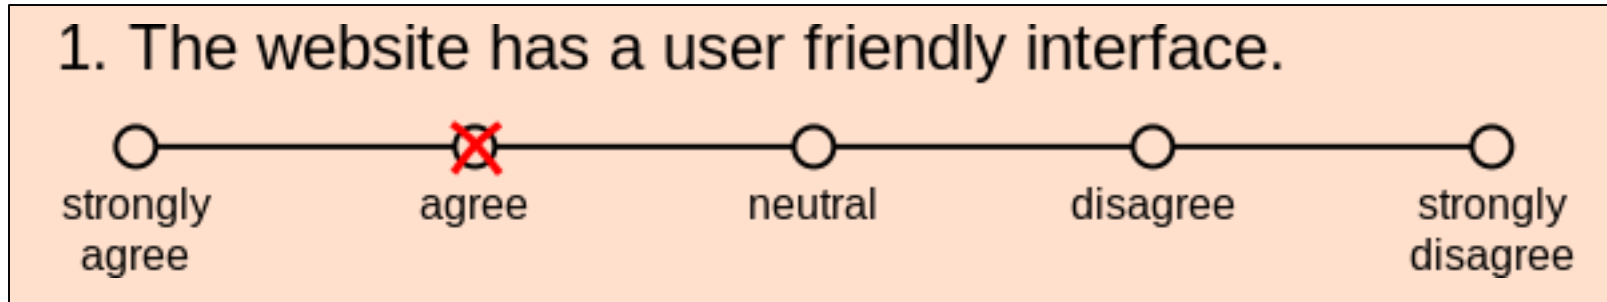 1. The website has a user friendly interface.
strongly agree neutral disagree strongly
agree disagree